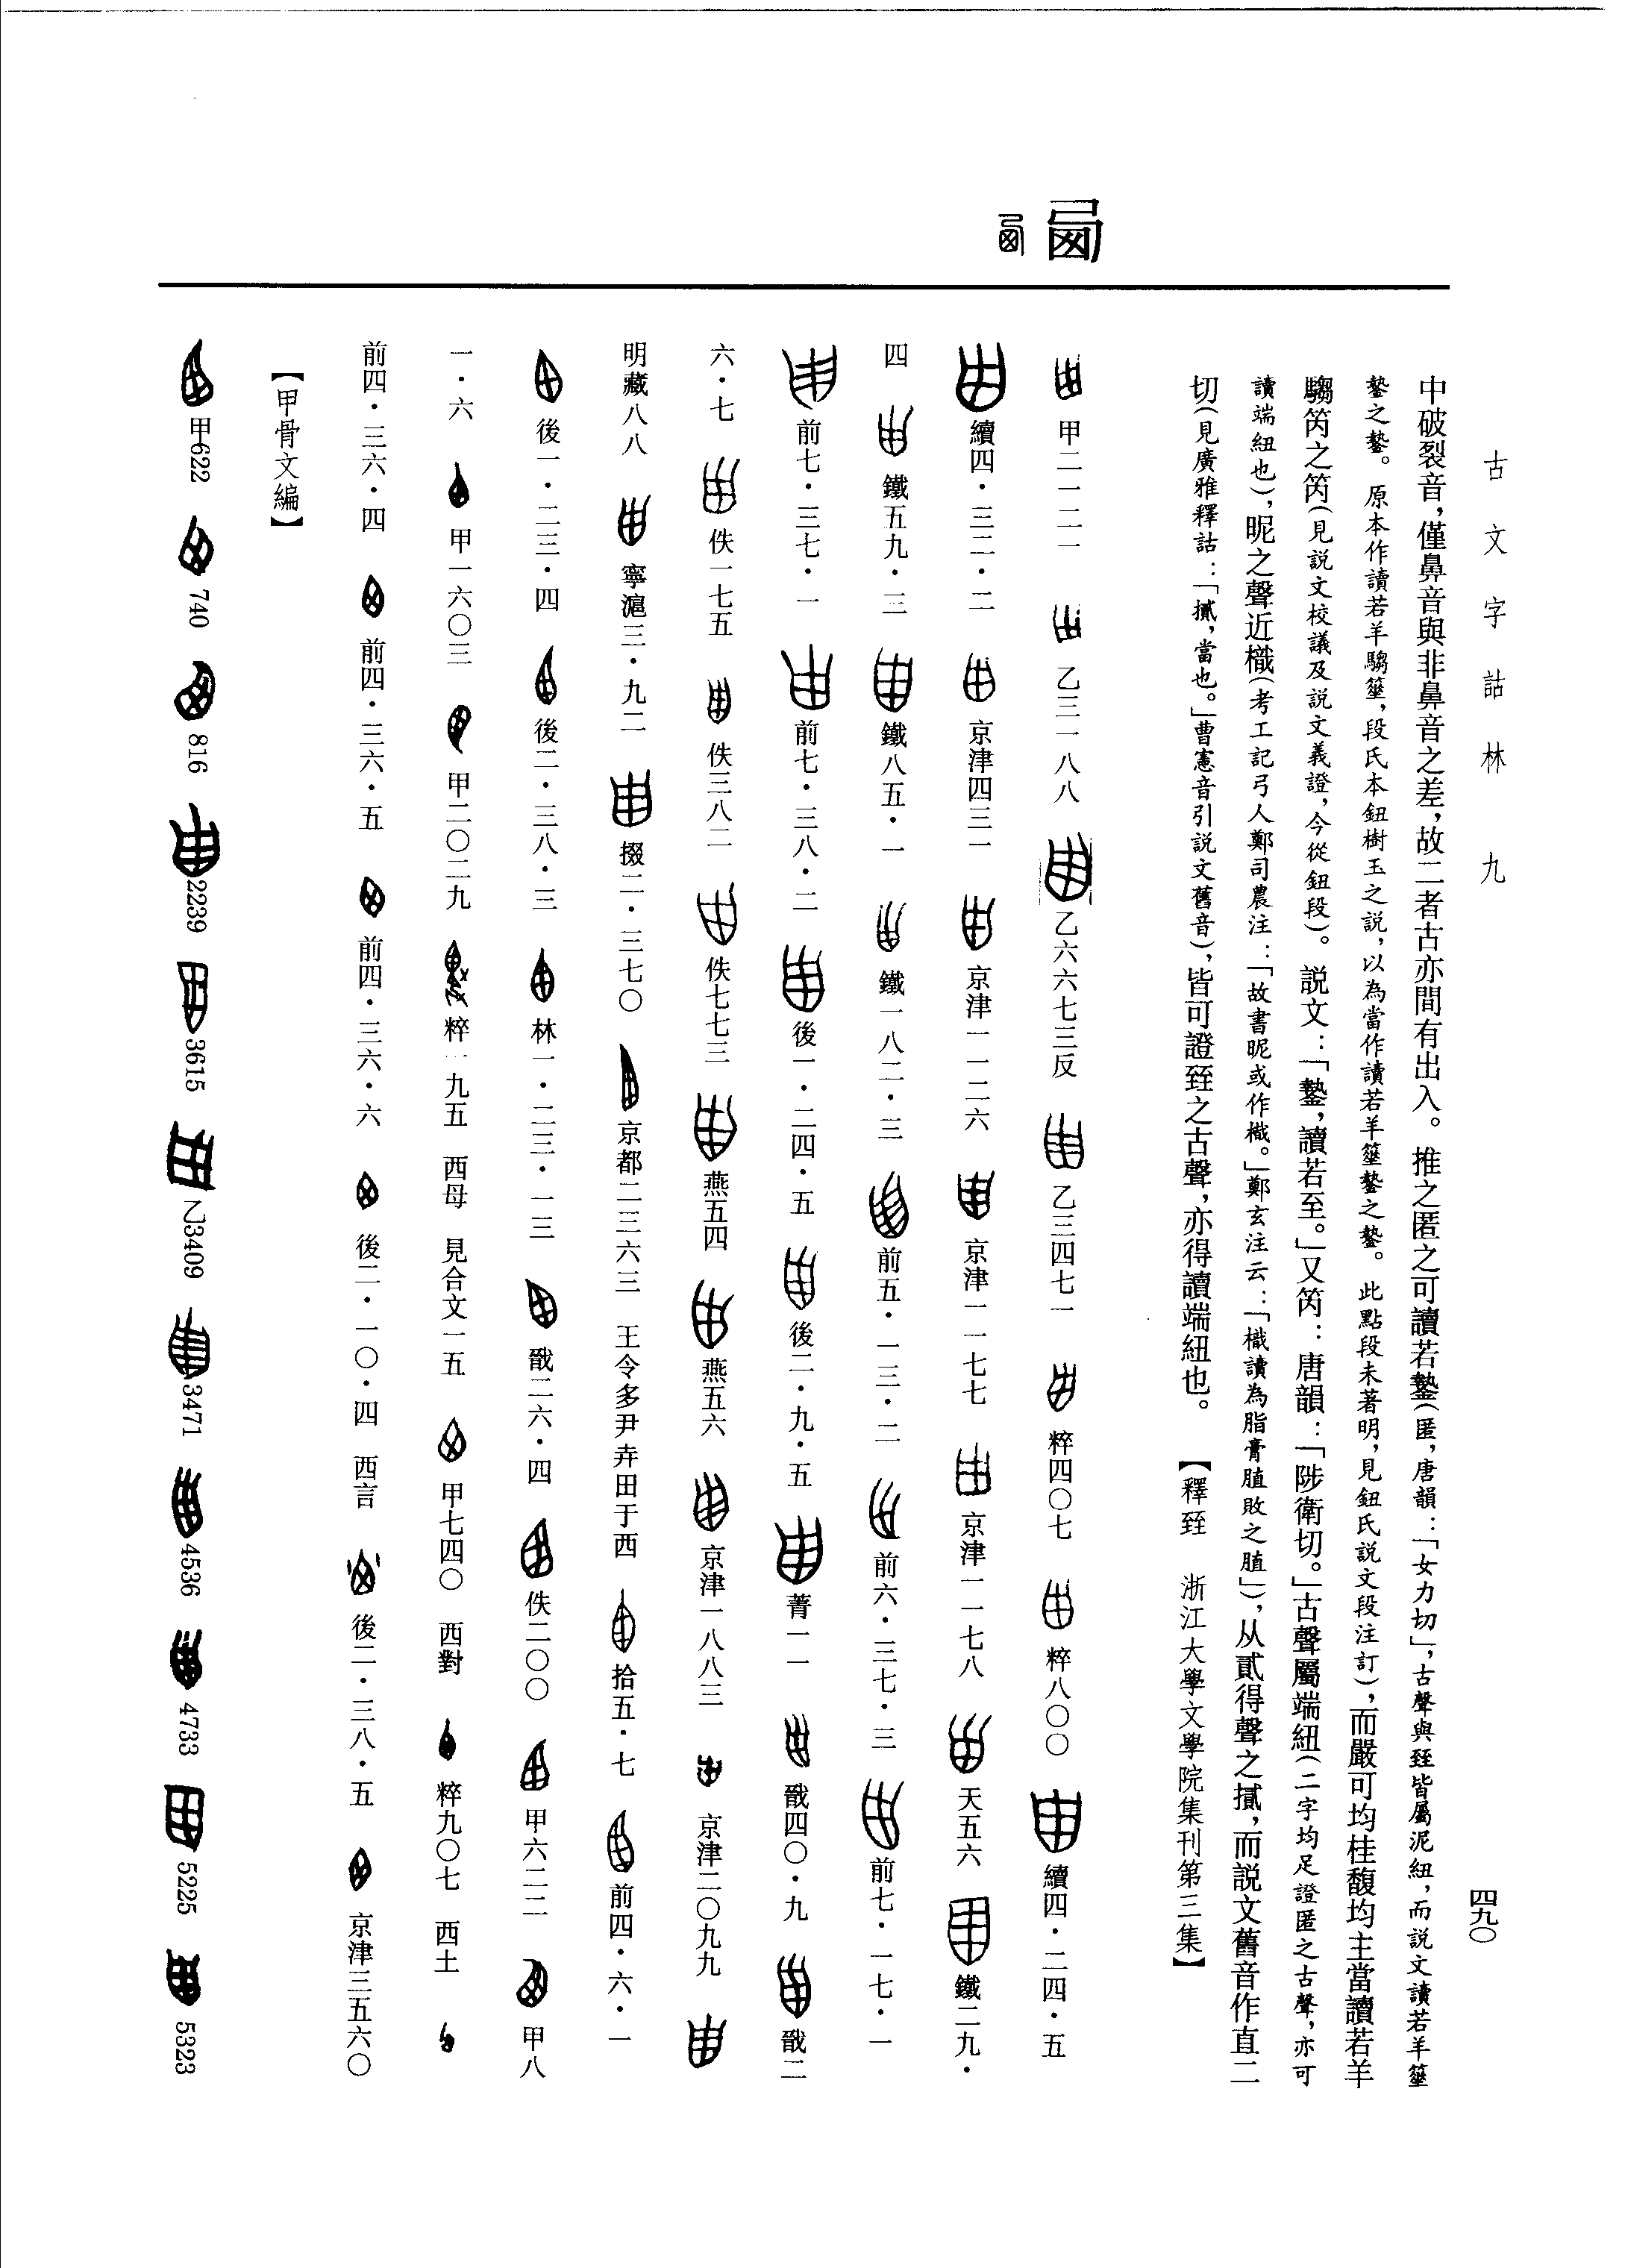 古文字詁林　九
四九〇
中破裂音，僅鼻音與非鼻音之差，故二者古亦間有出入。推之匿之可讀若蟄（匿，唐韻：「女力切」，古聲與臸皆屬泥紐，而説文讀若羊箠
蟄之蟄。原本作讀若羊騶箠，段氏本鈕樹玉之説，以為當作讀若羊箠蟄之蟄。此點段未著明，見鈕氏説文段注訂），而嚴可均桂馥均主當讀若羊
騶笍之笍（見説文校議及説文義證，今從鈕段）。説文：「蟄，讀若至。」又笍：唐韻：「陟衛切。」古聲屬端紐（二字均足證匿之古聲，亦可
讀端紐也），昵之聲近樴（考工記弓人鄭司農注：「故書昵或作樴。」鄭玄注云：「樴讀為脂膏䐈敗之䐈」），从貳得聲之樲，而説文舊音作直二
切（見廣雅釋詁：「樲，當也。」曹憲音引説文舊音），皆可證臸之古聲，亦得讀端紐也。【釋臸　浙江大學文學院集刊第三集】
甲二一二一　乙三一八八　乙六六七三反　乙三四七一　粹四〇七　粹八〇〇　續四·二四·五
續四·三二·二　京津四三一　京津一一二六　京津一一七七　京津一一七八　天五六　鐵二九·
四　鐵五九·三　鐵八五·一　鐵一八二·三　前五·一三·二　前六·三七·三　前七·一七·一
前七·三七·一　前七·三八·二　後一·二四·五　後二·九·五　菁一一　戩四〇·九　戩二
六·七　佚一七五　佚三八二　佚七七三　燕五四　燕五六　京津一八八三　京津二〇九九
明藏八八　寧滬三·九二　掇二·三七〇　京都二三六三　王令多尹弆田于西　拾五·七　前四·六·一
後一·二三·四　後二·三八·三　林一·二三·一三　戩二六·四　佚二〇〇　甲六二二　甲八
一·六　甲一六〇三　甲二〇二九　粹一九五　西母　見合文一五　甲七四〇　西對　粹九〇七　西土
前四·三六·四　前四·三六·五　前四·三六·六　後二·一〇·四　西言　後二·三八·五　京津三五六〇
【甲骨文編】
甲622　740　816　2239　3615　乙3409　3471　4536　4733　5225　5323